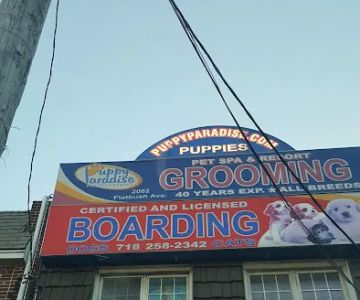 PUPPYPARADISE.COM
PUPPIES
PET SPA & RESORT
Puppy
Paradise
2082
Flatbush Ave.
GROOMING
40 YEARS EXP. * ALL BREEDS
CERTIFIED AND LICENSED
BOARDING
DOGS 718 258-2342 CATS